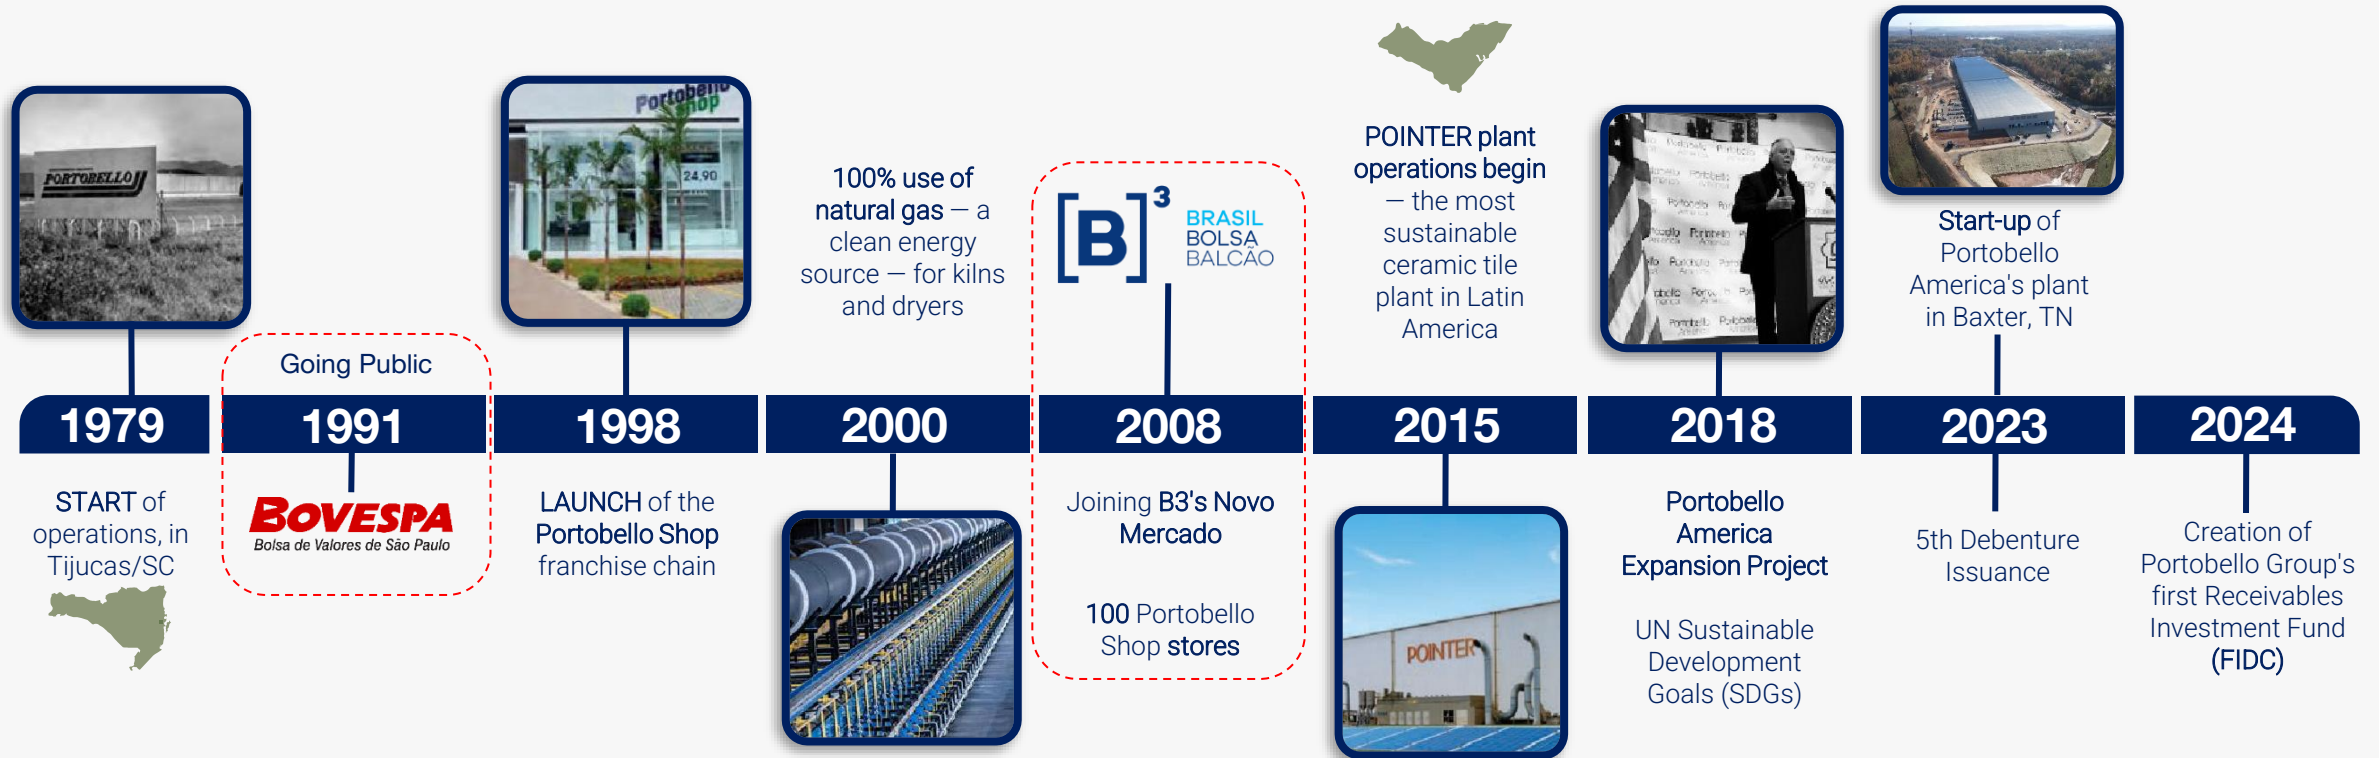 PORTOBELLO
1979
START of
operations, in
Tijucas/SC
Going Public
1991
BOVESPA
Bolsa de Valores de São Paulo
Portobello
shop
24,90
1998
LAUNCH of the
Portobello Shop
franchise chain
100% use of
natural gas — a
clean energy
source — for kilns
and dryers
2000
[B]³
BRASIL
BOLSA
BALCÃO
2008
Joining B3's Novo
Mercado
100 Portobello
Shop stores
POINTER plant
operations begin
— the most
sustainable
ceramic tile
plant in Latin
America
2015
POINTER
2018
Portobello
America
Expansion Project
UN Sustainable
Development
Goals (SDGs)
Start-up of
Portobello
America's plant
in Baxter, TN
2023
5th Debenture
Issuance
2024
Creation of
Portobello Group's
first Receivables
Investment Fund
(FIDC)